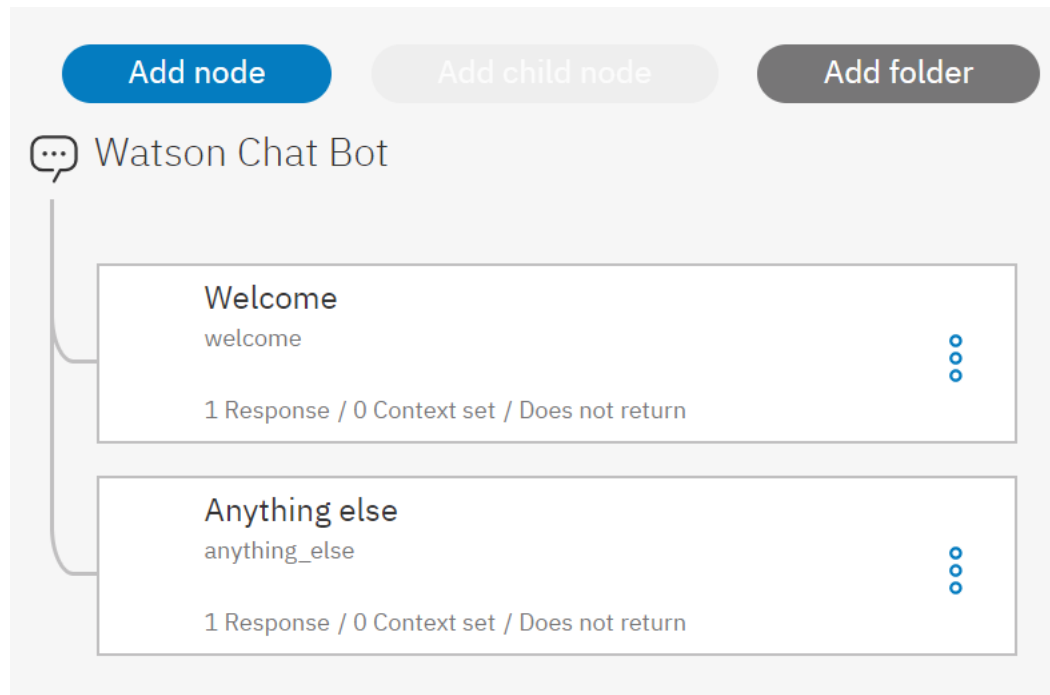 Add node
Add child node
Add folder
Watson Chat Bot
Welcome
welcome
1 Response / 0 Context set / Does not return
Anything else
anything_else
1 Response / 0 Context set / Does not return